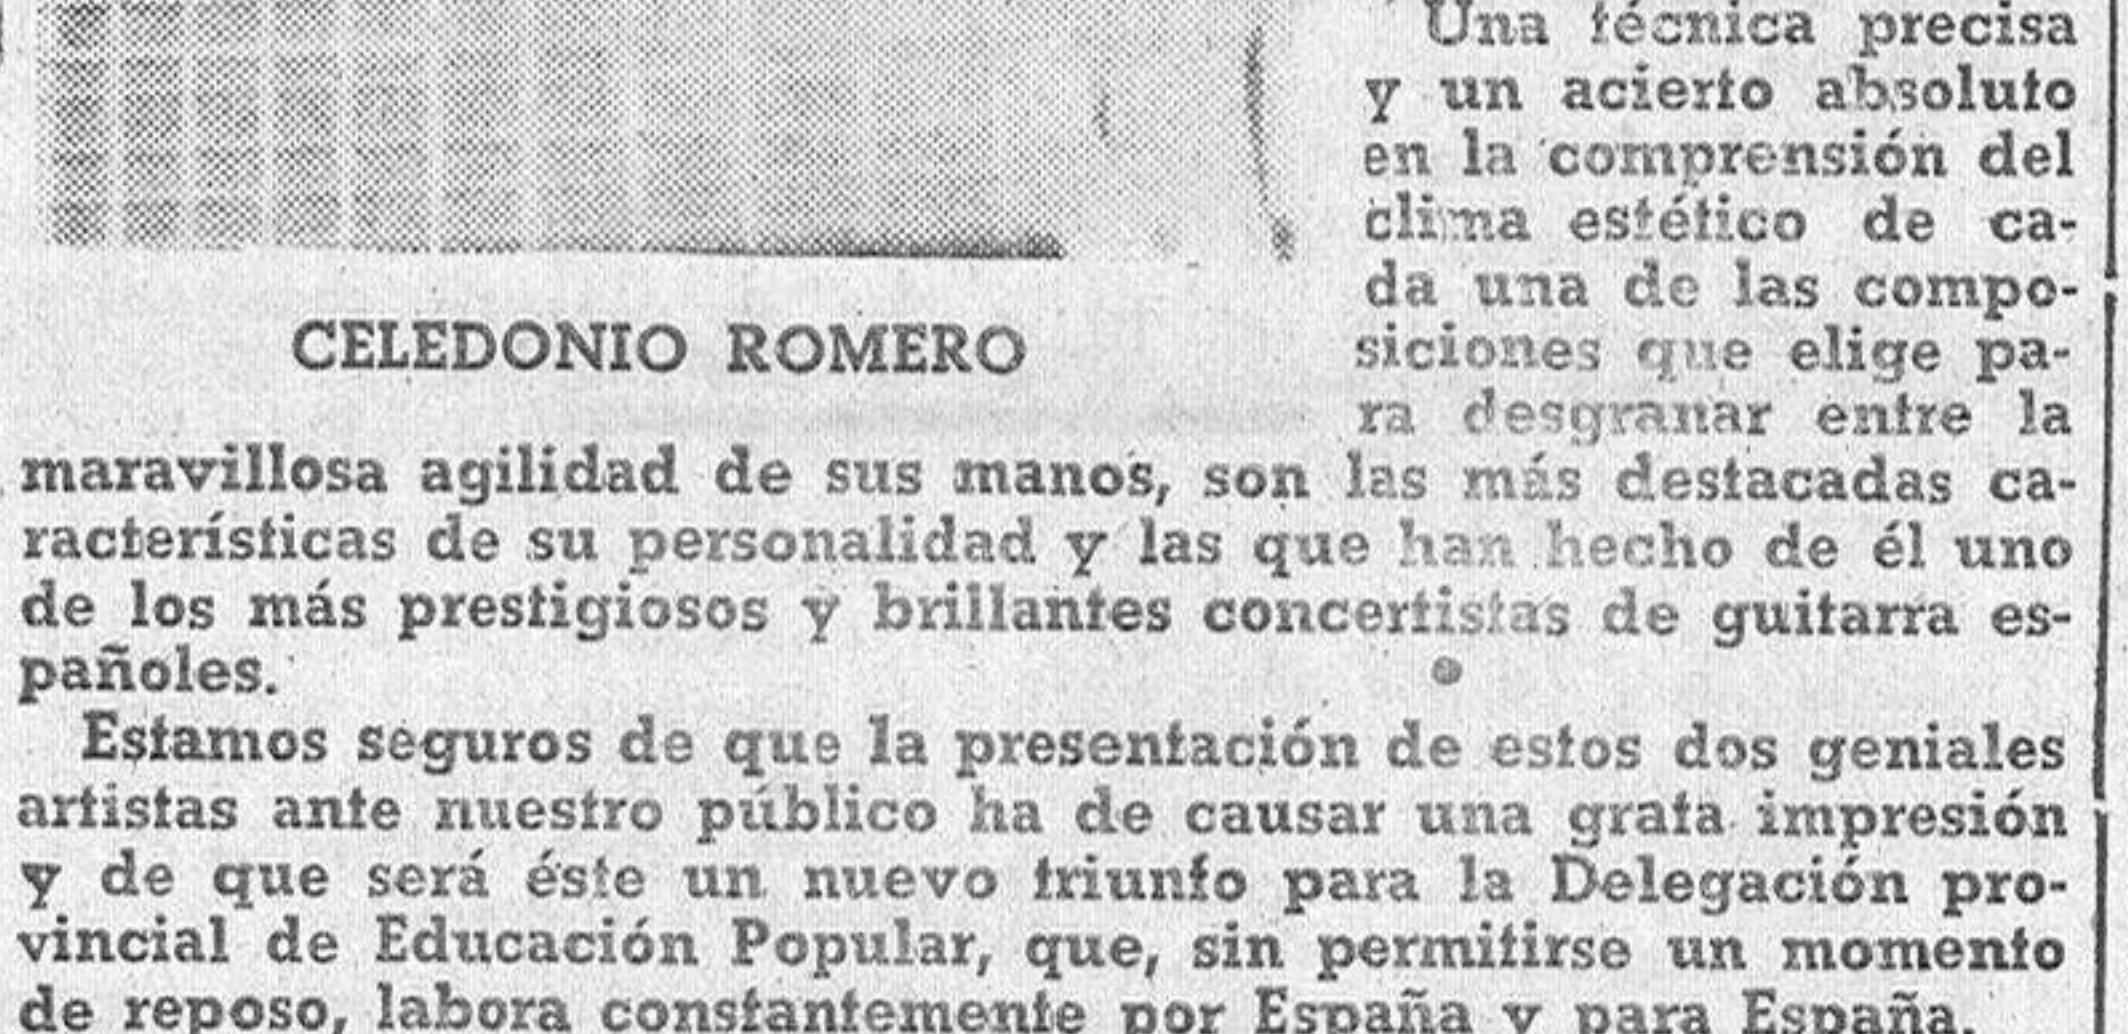 Una técnica precisa
y un acierto absoluto
en la comprensión del
clima estético de ca-
da una de las compo-
siciones que elige pa-
ra desgranar entre la
CELEDONIO ROMERO
maravillosa agilidad de sus manos, son las más destacadas ca-
racterísticas de su personalidad y las que han hecho de él uno
de los más prestigiosos y brillantes concertistas de guitarra es-
pañoles.
Estamos seguros de que la presentación de estos dos geniales
artistas ante nuestro público ha de causar una grata impresión
y de que será éste un nuevo triunfo para la Delegación pro-
vincial de Educación Popular, que, sin permitirse un momento
de reposo, labora constantemente por España y para España.